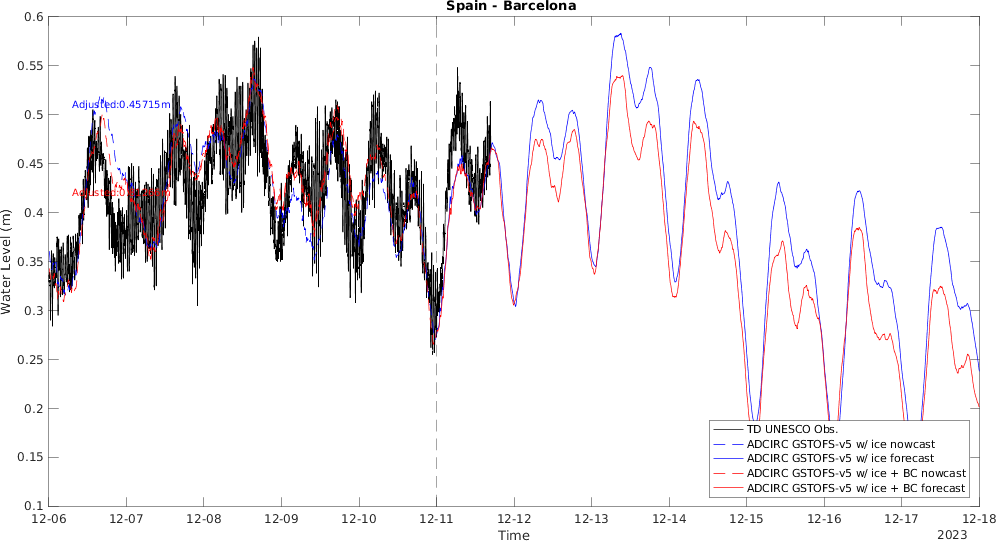 Spain - Barcelona
0.6
0.55
0.5
0.45
0.4
0.35
0.3
0.25
0.2
0.15
0.1
Water Level (m)
Adjusted:0.45715m
TD UNESCO Obs.
ADCIRC GSTOFS-v5 w/ ice nowcast
ADCIRC GSTOFS-v5 w/ ice forecast
ADCIRC GSTOFS-v5 w/ ice + BC nowcast
ADCIRC GSTOFS-v5 w/ ice + BC forecast
12-06 12-07 12-08 12-09 12-10 12-11 12-12 12-13 12-14 12-15 12-16 12-17 12-18
Time
2023